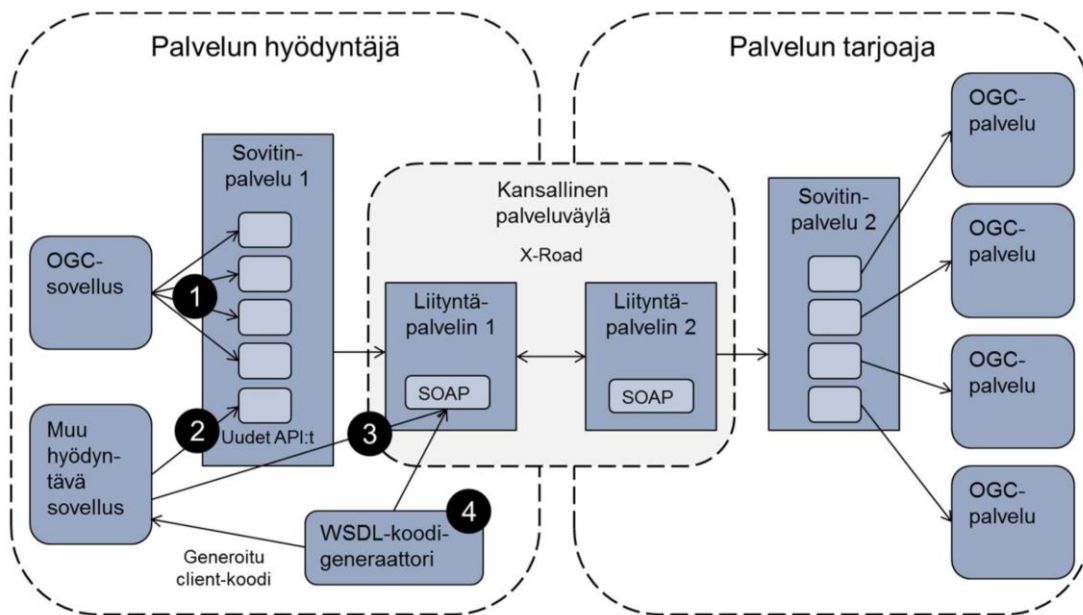 Palvelun hyödyntäjä
Palvelun tarjoaja
Sovitin-
palvelu 1
OGC-
sovellus
1
Muu
hyödyn-
tävä
sovellus
2
Uudet API:t
3
Generoitu
client-koodi
WSDL-koodi-
generaattori
4
Kansallinen
palveluväylä
X-Road
Liityntä-
palvelin 1
SOAP
Liityntä-
palvelin 2
SOAP
Sovitin-
palvelu 2
OGC-
palvelu
OGC-
palvelu
OGC-
palvelu
OGC-
palvelu